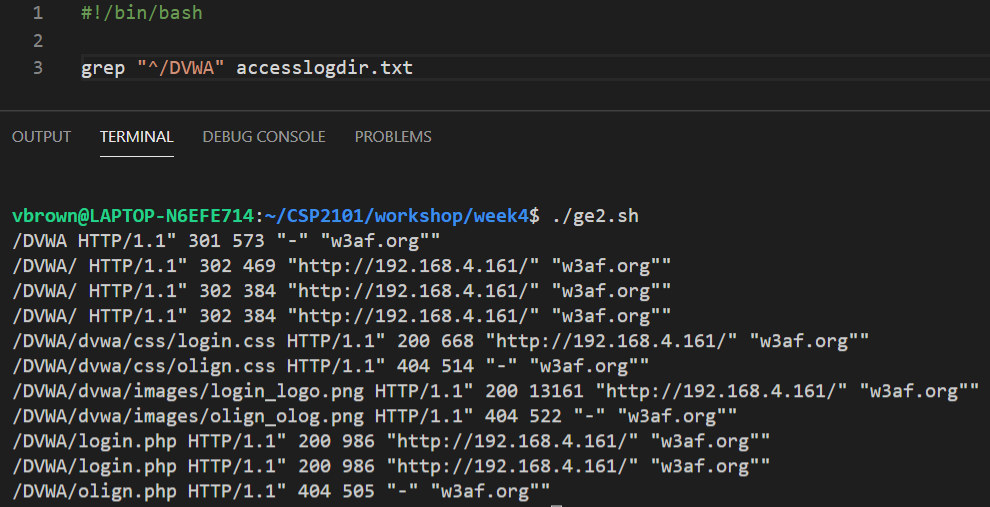 1 #!/bin/bash
2
3 grep "^/DVWA" accesslogdir.txt
OUTPUT TERMINAL DEBUG CONSOLE PROBLEMS
vbrown@LAPTOP-N6EFE714:~/CSP2101/workshop/week4$ ./ge2.sh
/DVWA HTTP/1.1" 301 573 "-" "w3af.org""
/DVWA/ HTTP/1.1" 302 469 "http://192.168.4.161/" "w3af.org""
/DVWA/ HTTP/1.1" 302 384 "http://192.168.4.161/" "w3af.org""
/DVWA/ HTTP/1.1" 302 384 "http://192.168.4.161/" "w3af.org""
/DVWA/dvwa/css/login.css HTTP/1.1" 200 668 "http://192.168.4.161/" "w3af.org""
/DVWA/dvwa/css/olign.css HTTP/1.1" 404 514 "-" "w3af.org""
/DVWA/dvwa/images/login_logo.png HTTP/1.1" 200 13161 "http://192.168.4.161/" "w3af.org""
/DVWA/dvwa/images/olign_olog.png HTTP/1.1" 404 522 "-" "w3af.org""
/DVWA/login.php HTTP/1.1" 200 986 "http://192.168.4.161/" "w3af.org""
/DVWA/login.php HTTP/1.1" 200 986 "http://192.168.4.161/" "w3af.org""
/DVWA/olign.php HTTP/1.1" 404 505 "-" "w3af.org""